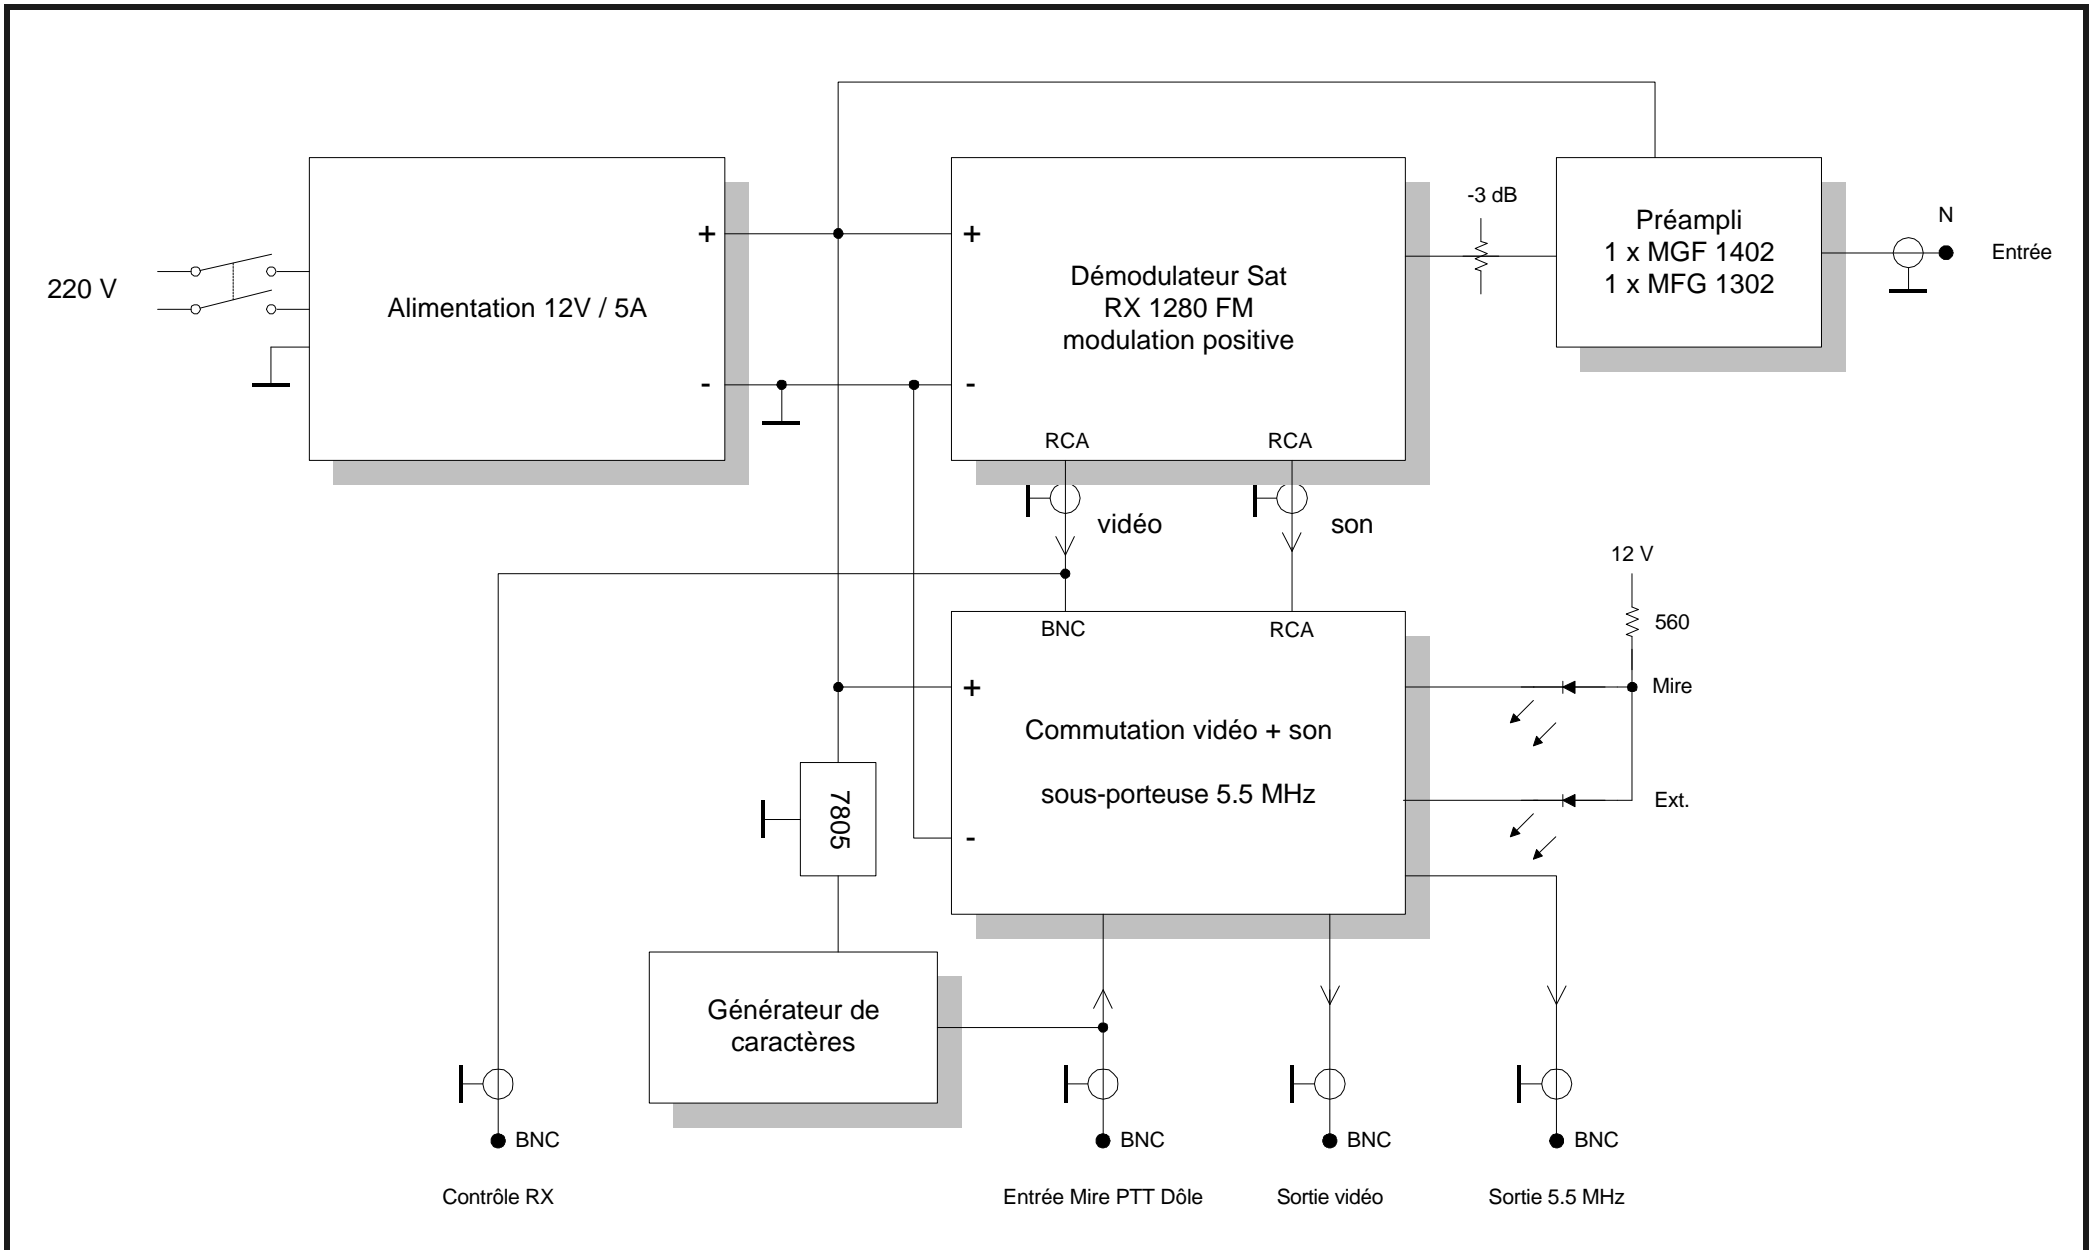 220 V
Alimentation 12V / 5A
+
-
+
-
Démodulateur Sat
RX 1280 FM
modulation positive
RCA
RCA
-3 dB
Préampli
1 x MGF 1402
1 x MFG 1302
N
Entrée
vidéo
son
12 V
560
BNC
RCA
+
-
Commutation vidéo + son
sous-porteuse 5.5 MHz
Mire
Ext.
7805
Générateur de
caractères
BNC
BNC
BNC
BNC
Contrôle RX
Entrée Mire PTT Dôle
Sortie vidéo
Sortie 5.5 MHz